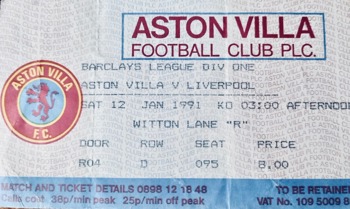 ASTON VILLA
FOOTBALL CLUB PLC.
BARCLAYS LEAGUE DIV ONE
ASTON VILLA V LIVERPOOL
SAT 12 JAN 1991 KO 03:00 AFTERNOO
WITTON LANE "R"
DOOR ROW SEAT PRICE
R04 D 095 8.00
ASTON VILLA
F.C.
MATCH AND TICKET DETAILS 0898 12 18 48
Calls cost 38p/min peak 25p/min off peak
TO BE RETAINE
VAT No. 109 5009 8